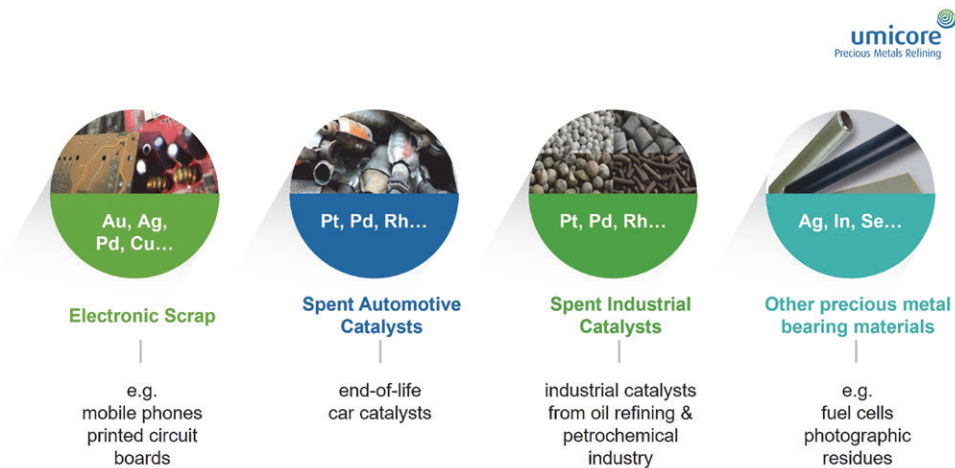 umicore
Precious Metals Refining
Au, Ag,
Pd, Cu...
Electronic Scrap
e.g.
mobile phones
printed circuit
boards
Pt, Pd, Rh...
Spent Automotive
Catalysts
end-of-life
car catalysts
Pt, Pd, Rh...
Spent Industrial
Catalysts
industrial catalysts
from oil refining &
petrochemical
industry
Ag, In, Se...
Other precious metal
bearing materials
e.g.
fuel cells
photographic
residues